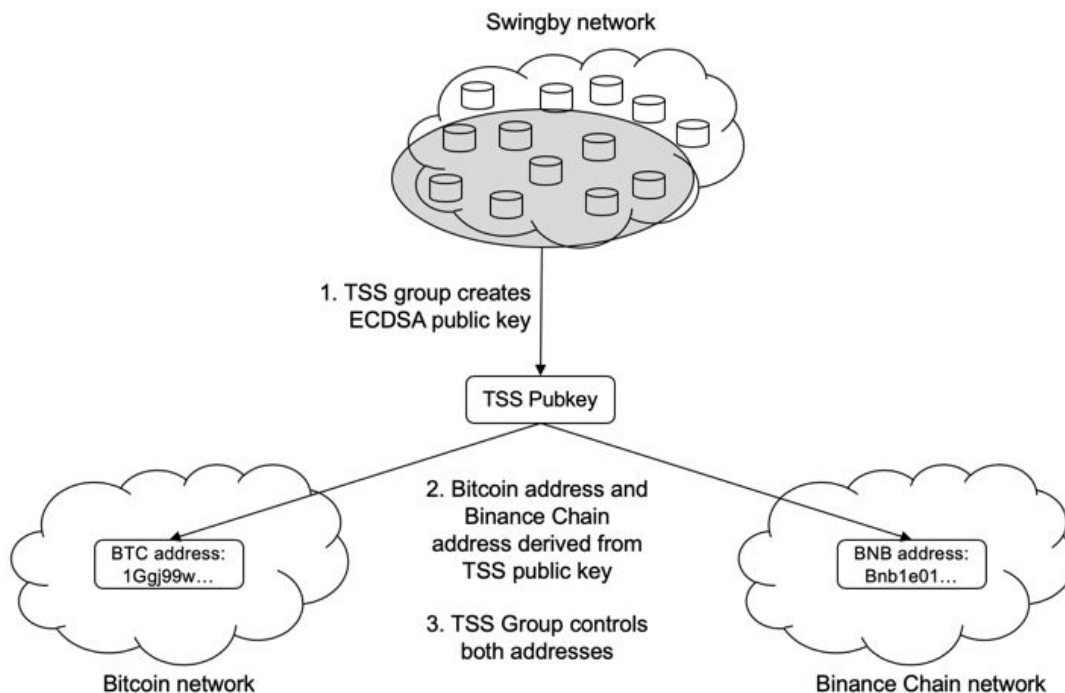 Swingby network
1. TSS group creates
ECDSA public key
TSS Pubkey
2. Bitcoin address and
Binance Chain
address derived from
TSS public key
3. TSS Group controls
both addresses
BTC address:
1Ggj99w…
BNB address:
Bnb1e01…
Bitcoin network
Binance Chain network